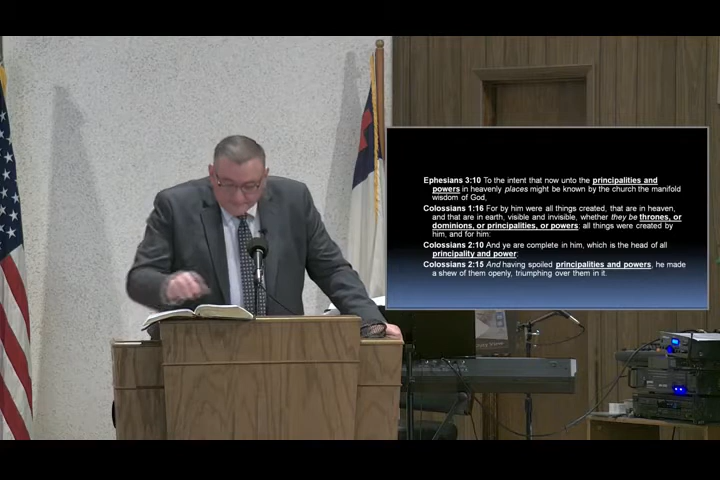 Ephesians 3:10 To the intent that now unto the principalities and
powers in heavenly places might be known by the church the manifold
wisdom of God,
Colossians 1:16 For by him were all things created, that are in heaven,
and that are in earth, visible and invisible, whether they be thrones, or
dominions, or principalities, or powers: all things were created by
him, and for him:
Colossians 2:10 And ye are complete in him, which is the head of all
principality and power:
Colossians 2:15 And having spoiled principalities and powers, he made
a shew of them openly, triumphing over them in it.